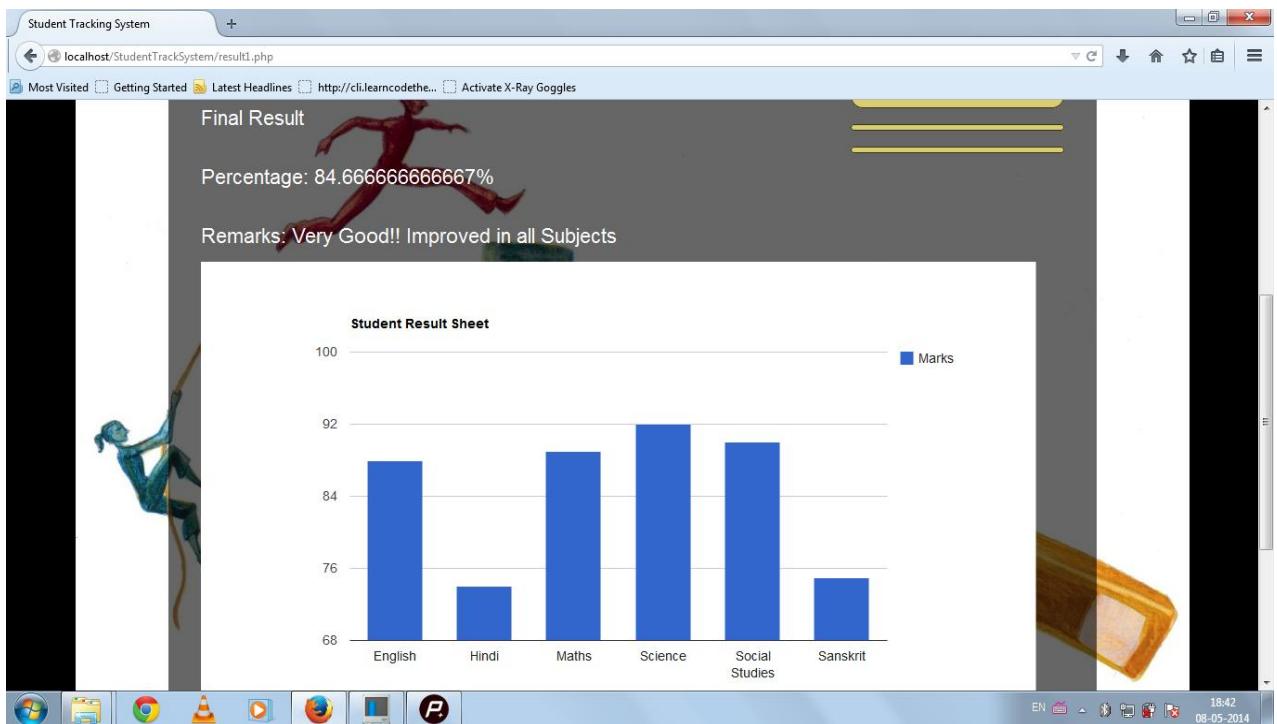 Student Tracking System
localhost/StudentTrackSystem/result1.php
Most Visited Getting Started Latest Headlines http://cli.learncodethe... Activate X-Ray Goggles
Final Result
Percentage: 84.666666666667%
Remarks: Very Good!! Improved in all Subjects
Student Result Sheet
Marks
100
92
84
76
68
English Hindi Maths Science Social Studies Sanskrit
EN
18:42
08-05-2014